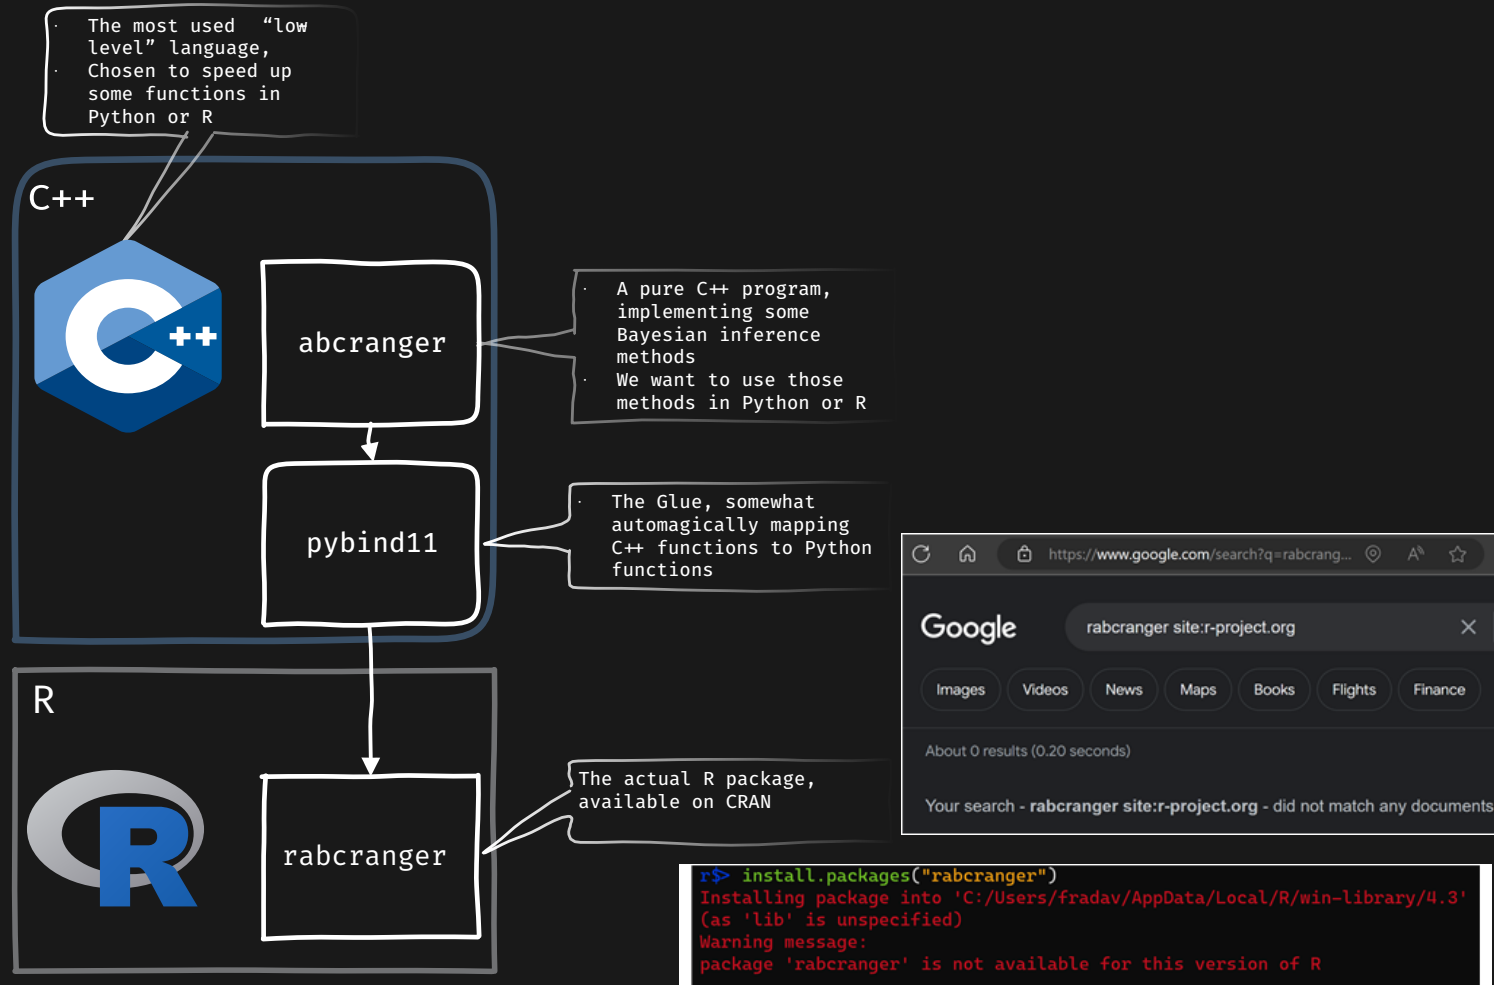 · The most used “low
level” language,
· Chosen to speed up
some functions in
Python or R
C++
C++
abcranger
· A pure C++ program,
implementing some
Bayesian inference
methods
· We want to use those
methods in Python or R
pybind11
· The Glue, somewhat
automagically mapping
C++ functions to Python
functions
https://www.google.com/search?q=rabcrang...
Google
rabcranger site:r-project.org
Images Videos News Maps Books Flights Finance
About 0 results (0.20 seconds)
Your search - rabcranger site:r-project.org - did not match any documents
R
R
rabcranger
The actual R package,
available on CRAN
r$> install.packages("rabcranger")
Installing package into 'C:/Users/fradav/AppData/Local/R/win-library/4.3'
(as 'lib' is unspecified)
Warning message:
package 'rabcranger' is not available for this version of R